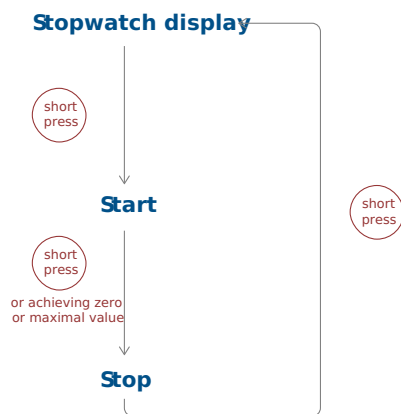 Stopwatch display
short
press
Start
short
press
short
press
or achieving zero
or maximal value
Stop